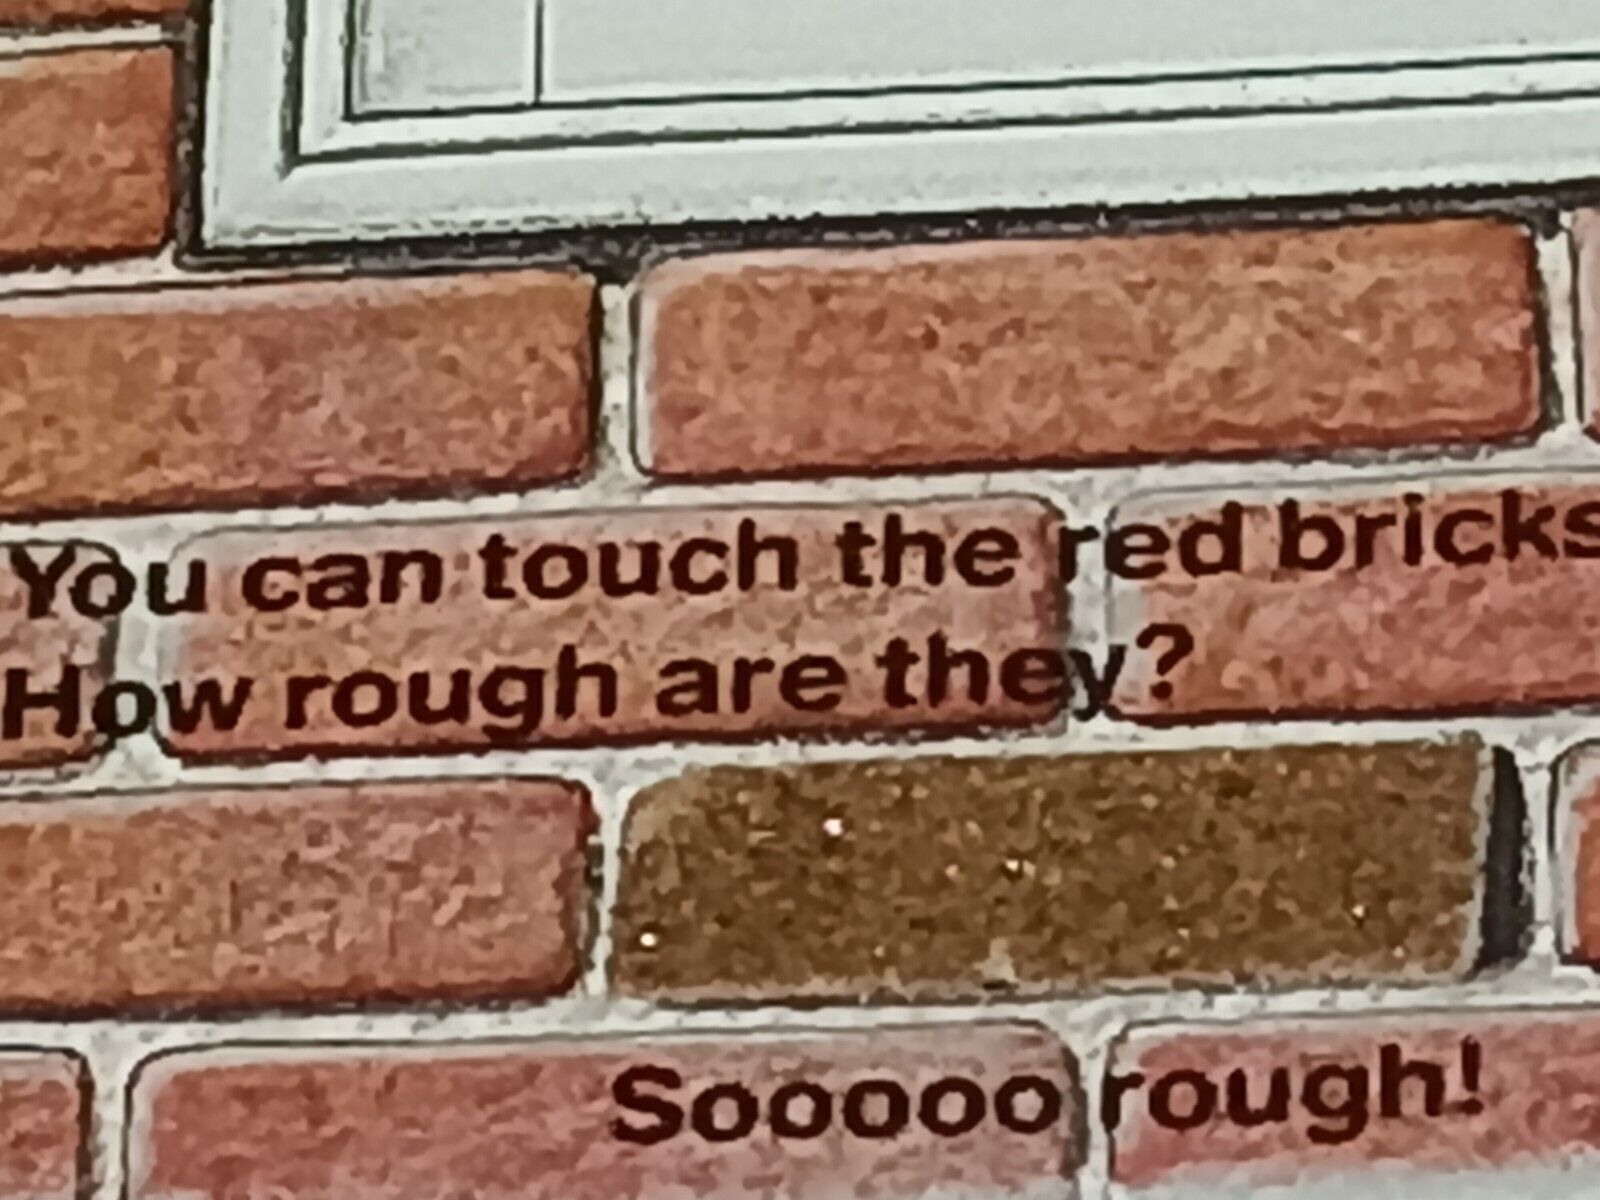 You can touch the red bricks
How rough are they?
Sooooo rough!